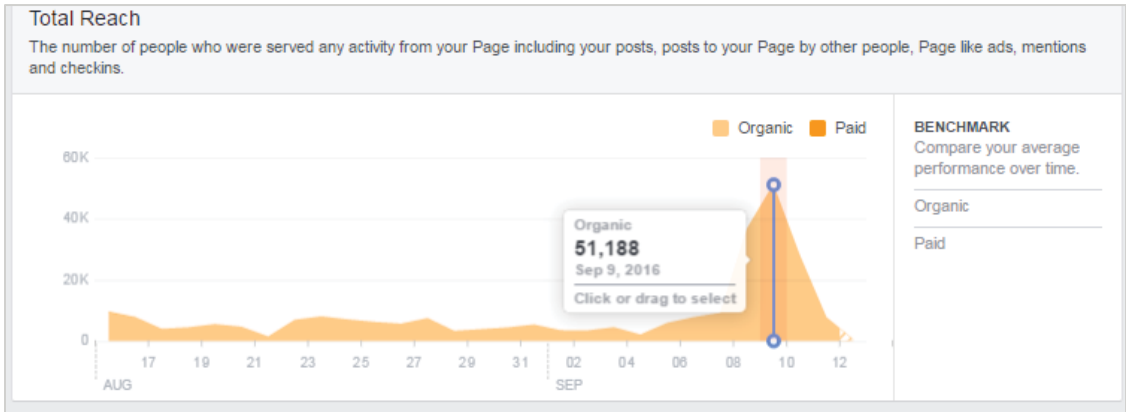 Total Reach
The number of people who were served any activity from your Page including your posts, posts to your Page by other people, Page like ads, mentions
and checkins.
Organic Paid
BENCHMARK
Compare your average
performance over time.
Organic
Paid
60K
40K
20K
0
Organic
51,188
Sep 9, 2016
Click or drag to select
17 19 21 23 25 27 29 31 02 04 06 08 10 12
AUG SEP